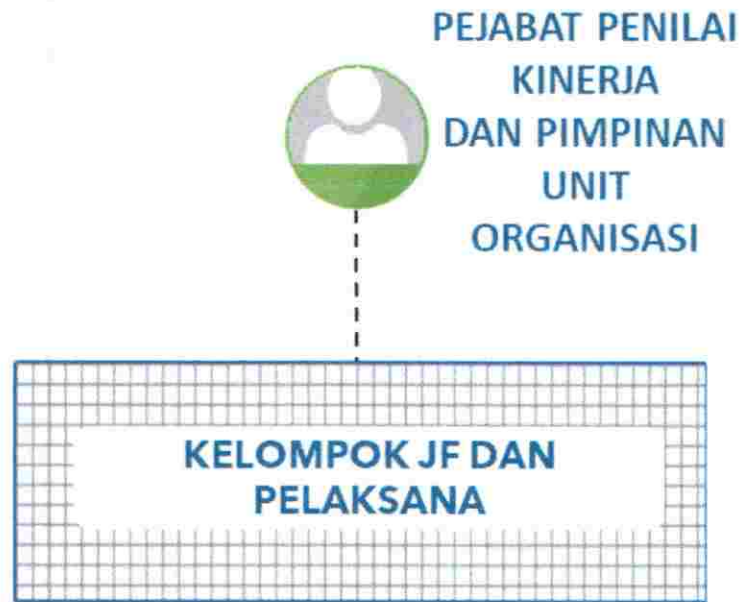 PEJABAT PENILAI
KINERJA
DAN PIMPINAN
UNIT
ORGANISASI
KELOMPOK JF DAN
PELAKSANA